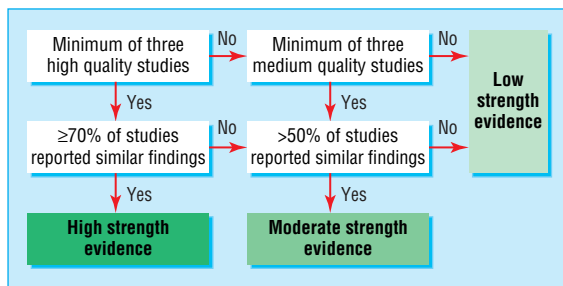 Minimum of three
high quality studies
No
Minimum of three
medium quality studies
No
Low
strength
evidence
Yes
Yes
≥70% of studies
reported similar findings
No
>50% of studies
reported similar findings
No
Yes
Yes
High strength
evidence
Moderate strength
evidence